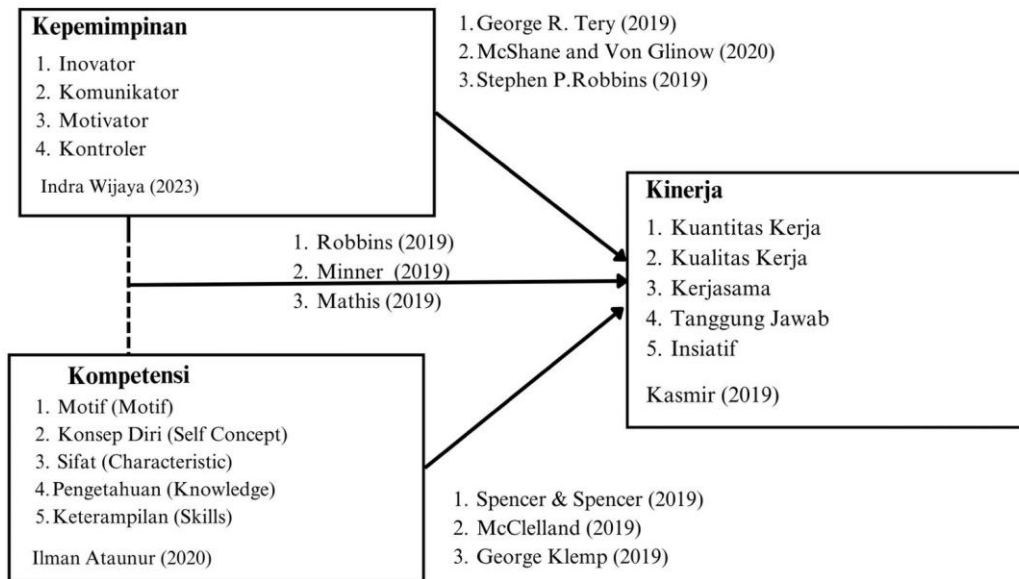 Kepemimpinan
1. Inovator
2. Komunikator
3. Motivator
4. Kontroler
Indra Wijaya (2023)
1. George R. Tery (2019)
2. McShane and Von Glinow (2020)
3. Stephen P.Robbins (2019)
1. Robbins (2019)
2. Minner (2019)
3. Mathis (2019)
Kinerja
1. Kuantitas Kerja
2. Kualitas Kerja
3. Kerjasama
4. Tanggung Jawab
5. Insiatif
Kasmir (2019)
Kompetensi
1. Motif (Motif)
2. Konsep Diri (Self Concept)
3. Sifat (Characteristic)
4. Pengetahuan (Knowledge)
5. Keterampilan (Skills)
Ilman Ataunur (2020)
1. Spencer & Spencer (2019)
2. McClelland (2019)
3. George Klemp (2019)